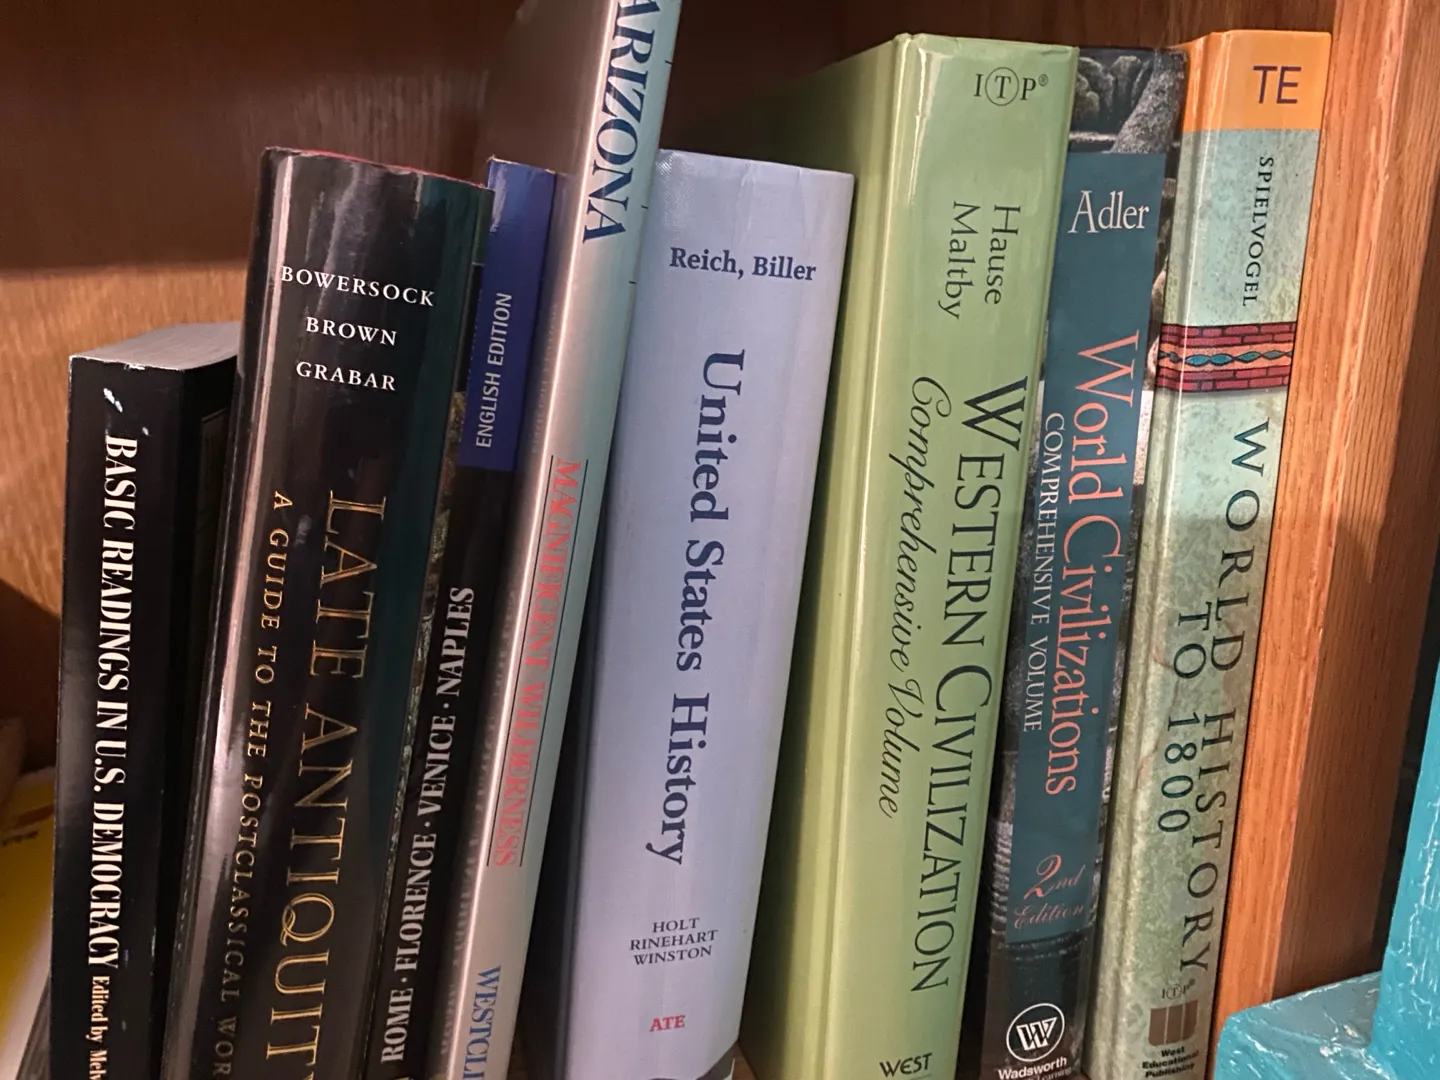 BASIC READINGS IN U.S. DEMOCRACY
Edited by
BOWERSOCK
BROWN
GRABAR
LATE ANTIQUIT
A GUIDE TO THE POSTCLASSICAL WOR
ENGLISH EDITION
ROME · FLORENCE · VENICE · NAPLES
ARIZONA
MAGNIFICENT WILDERNESS
WESTCLI
Reich, Biller
United States History
HOLT
RINEHART
WINSTON
ATE
ITP®
Hause
Maltby
WESTERN CIVILIZATION
Comprehensive Volume
WEST
Adler
World Civilizations
COMPREHENSIVE VOLUME
2nd
Edition
W
Wadsworth
TE
SPIELVOGEL
WORLD HISTORY
TO 1800
ITP®
West
Educational
Publishing